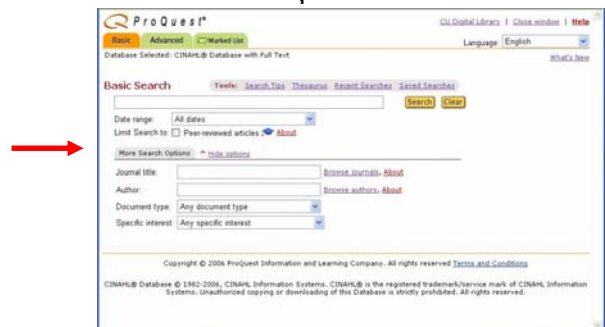 ProQuest®
CU Digital Library | Close window | Help
Basic Advanced Marked List
Language: English
Database Selected: CINAHL® Database with Full Text
What's New
Basic Search Tools: Search Tips Thesaurus Recent Searches Saved Searches
Search Clear
Date range: All dates
Limit Search to: Peer-reviewed articles About
More Search Options Hide options
Journal title: Browse journals, About
Author: Browse authors, About
Document type: Any document type
Specific interest: Any specific interest
Copyright © 2006 ProQuest Information and Learning Company. All rights reserved Terms and Conditions
CINAHL® Database © 1982-2006, CINAHL Information Systems. CINAHL® is the registered trademark/service mark of CINAHL Information
Systems. Unauthorized copying or downloading of this Database is strictly prohibited. All rights reserved.